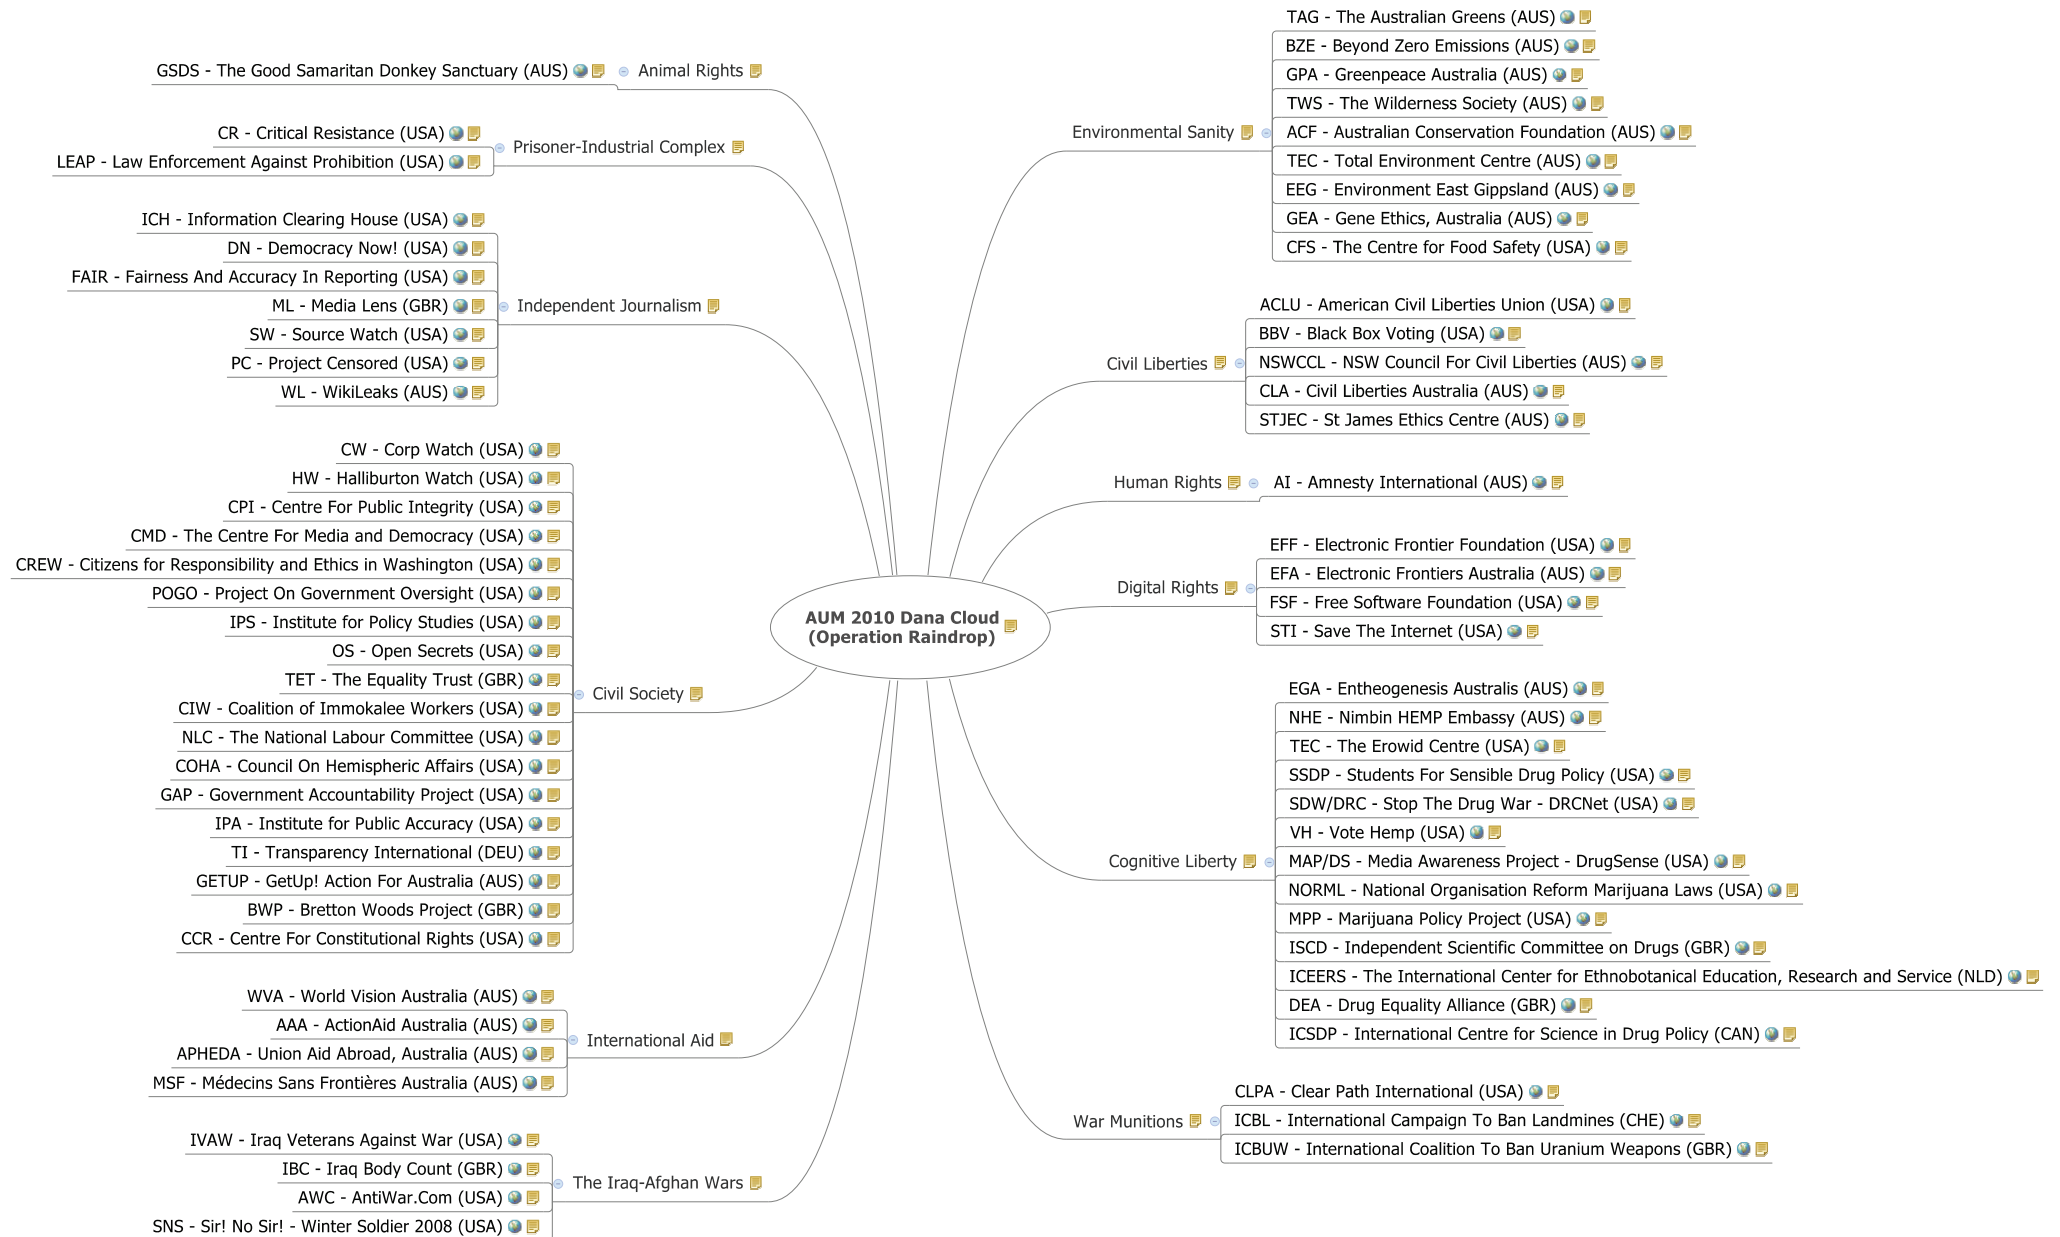 GSDS - The Good Samaritan Donkey Sanctuary (AUS)
Animal Rights
CR - Critical Resistance (USA)
LEAP - Law Enforcement Against Prohibition (USA)
Prisoner-Industrial Complex
ICH - Information Clearing House (USA)
DN - Democracy Now! (USA)
FAIR - Fairness And Accuracy In Reporting (USA)
ML - Media Lens (GBR)
SW - Source Watch (USA)
PC - Project Censored (USA)
WL - WikiLeaks (AUS)
Independent Journalism
CW - Corp Watch (USA)
HW - Halliburton Watch (USA)
CPI - Centre For Public Integrity (USA)
CMD - The Centre For Media and Democracy (USA)
CREW - Citizens for Responsibility and Ethics in Washington (USA)
POGO - Project On Government Oversight (USA)
IPS - Institute for Policy Studies (USA)
OS - Open Secrets (USA)
TET - The Equality Trust (GBR)
CIW - Coalition of Immokalee Workers (USA)
NLC - The National Labour Committee (USA)
COHA - Council On Hemispheric Affairs (USA)
GAP - Government Accountability Project (USA)
IPA - Institute for Public Accuracy (USA)
TI - Transparency International (DEU)
GETUP - GetUp! Action For Australia (AUS)
BWP - Bretton Woods Project (GBR)
CCR - Centre For Constitutional Rights (USA)
Civil Society
WVA - World Vision Australia (AUS)
AAA - ActionAid Australia (AUS)
APHEDA - Union Aid Abroad, Australia (AUS)
MSF - Médecins Sans Frontières Australia (AUS)
International Aid
IVAW - Iraq Veterans Against War (USA)
IBC - Iraq Body Count (GBR)
AWC - AntiWar.Com (USA)
SNS - Sir! No Sir! - Winter Soldier 2008 (USA)
The Iraq-Afghan Wars
AUM 2010 Dana Cloud
(Operation Raindrop)
Environmental Sanity
TAG - The Australian Greens (AUS)
BZE - Beyond Zero Emissions (AUS)
GPA - Greenpeace Australia (AUS)
TWS - The Wilderness Society (AUS)
ACF - Australian Conservation Foundation (AUS)
TEC - Total Environment Centre (AUS)
EEG - Environment East Gippsland (AUS)
GEA - Gene Ethics, Australia (AUS)
CFS - The Centre for Food Safety (USA)
Civil Liberties
ACLU - American Civil Liberties Union (USA)
BBV - Black Box Voting (USA)
NSWCCL - NSW Council For Civil Liberties (AUS)
CLA - Civil Liberties Australia (AUS)
STJEC - St James Ethics Centre (AUS)
Human Rights
AI - Amnesty International (AUS)
Digital Rights
EFF - Electronic Frontier Foundation (USA)
EFA - Electronic Frontiers Australia (AUS)
FSF - Free Software Foundation (USA)
STI - Save The Internet (USA)
Cognitive Liberty
EGA - Entheogenesis Australis (AUS)
NHE - Nimbin HEMP Embassy (AUS)
TEC - The Erowid Centre (USA)
SSDP - Students For Sensible Drug Policy (USA)
SDW/DRC - Stop The Drug War - DRCNet (USA)
VH - Vote Hemp (USA)
MAP/DS - Media Awareness Project - DrugSense (USA)
NORML - National Organisation Reform Marijuana Laws (USA)
MPP - Marijuana Policy Project (USA)
ISCD - Independent Scientific Committee on Drugs (GBR)
ICEERS - The International Center for Ethnobotanical Education, Research and Service (NLD)
DEA - Drug Equality Alliance (GBR)
ICSDP - International Centre for Science in Drug Policy (CAN)
War Munitions
CLPA - Clear Path International (USA)
ICBL - International Campaign To Ban Landmines (CHE)
ICBUW - International Coalition To Ban Uranium Weapons (GBR)